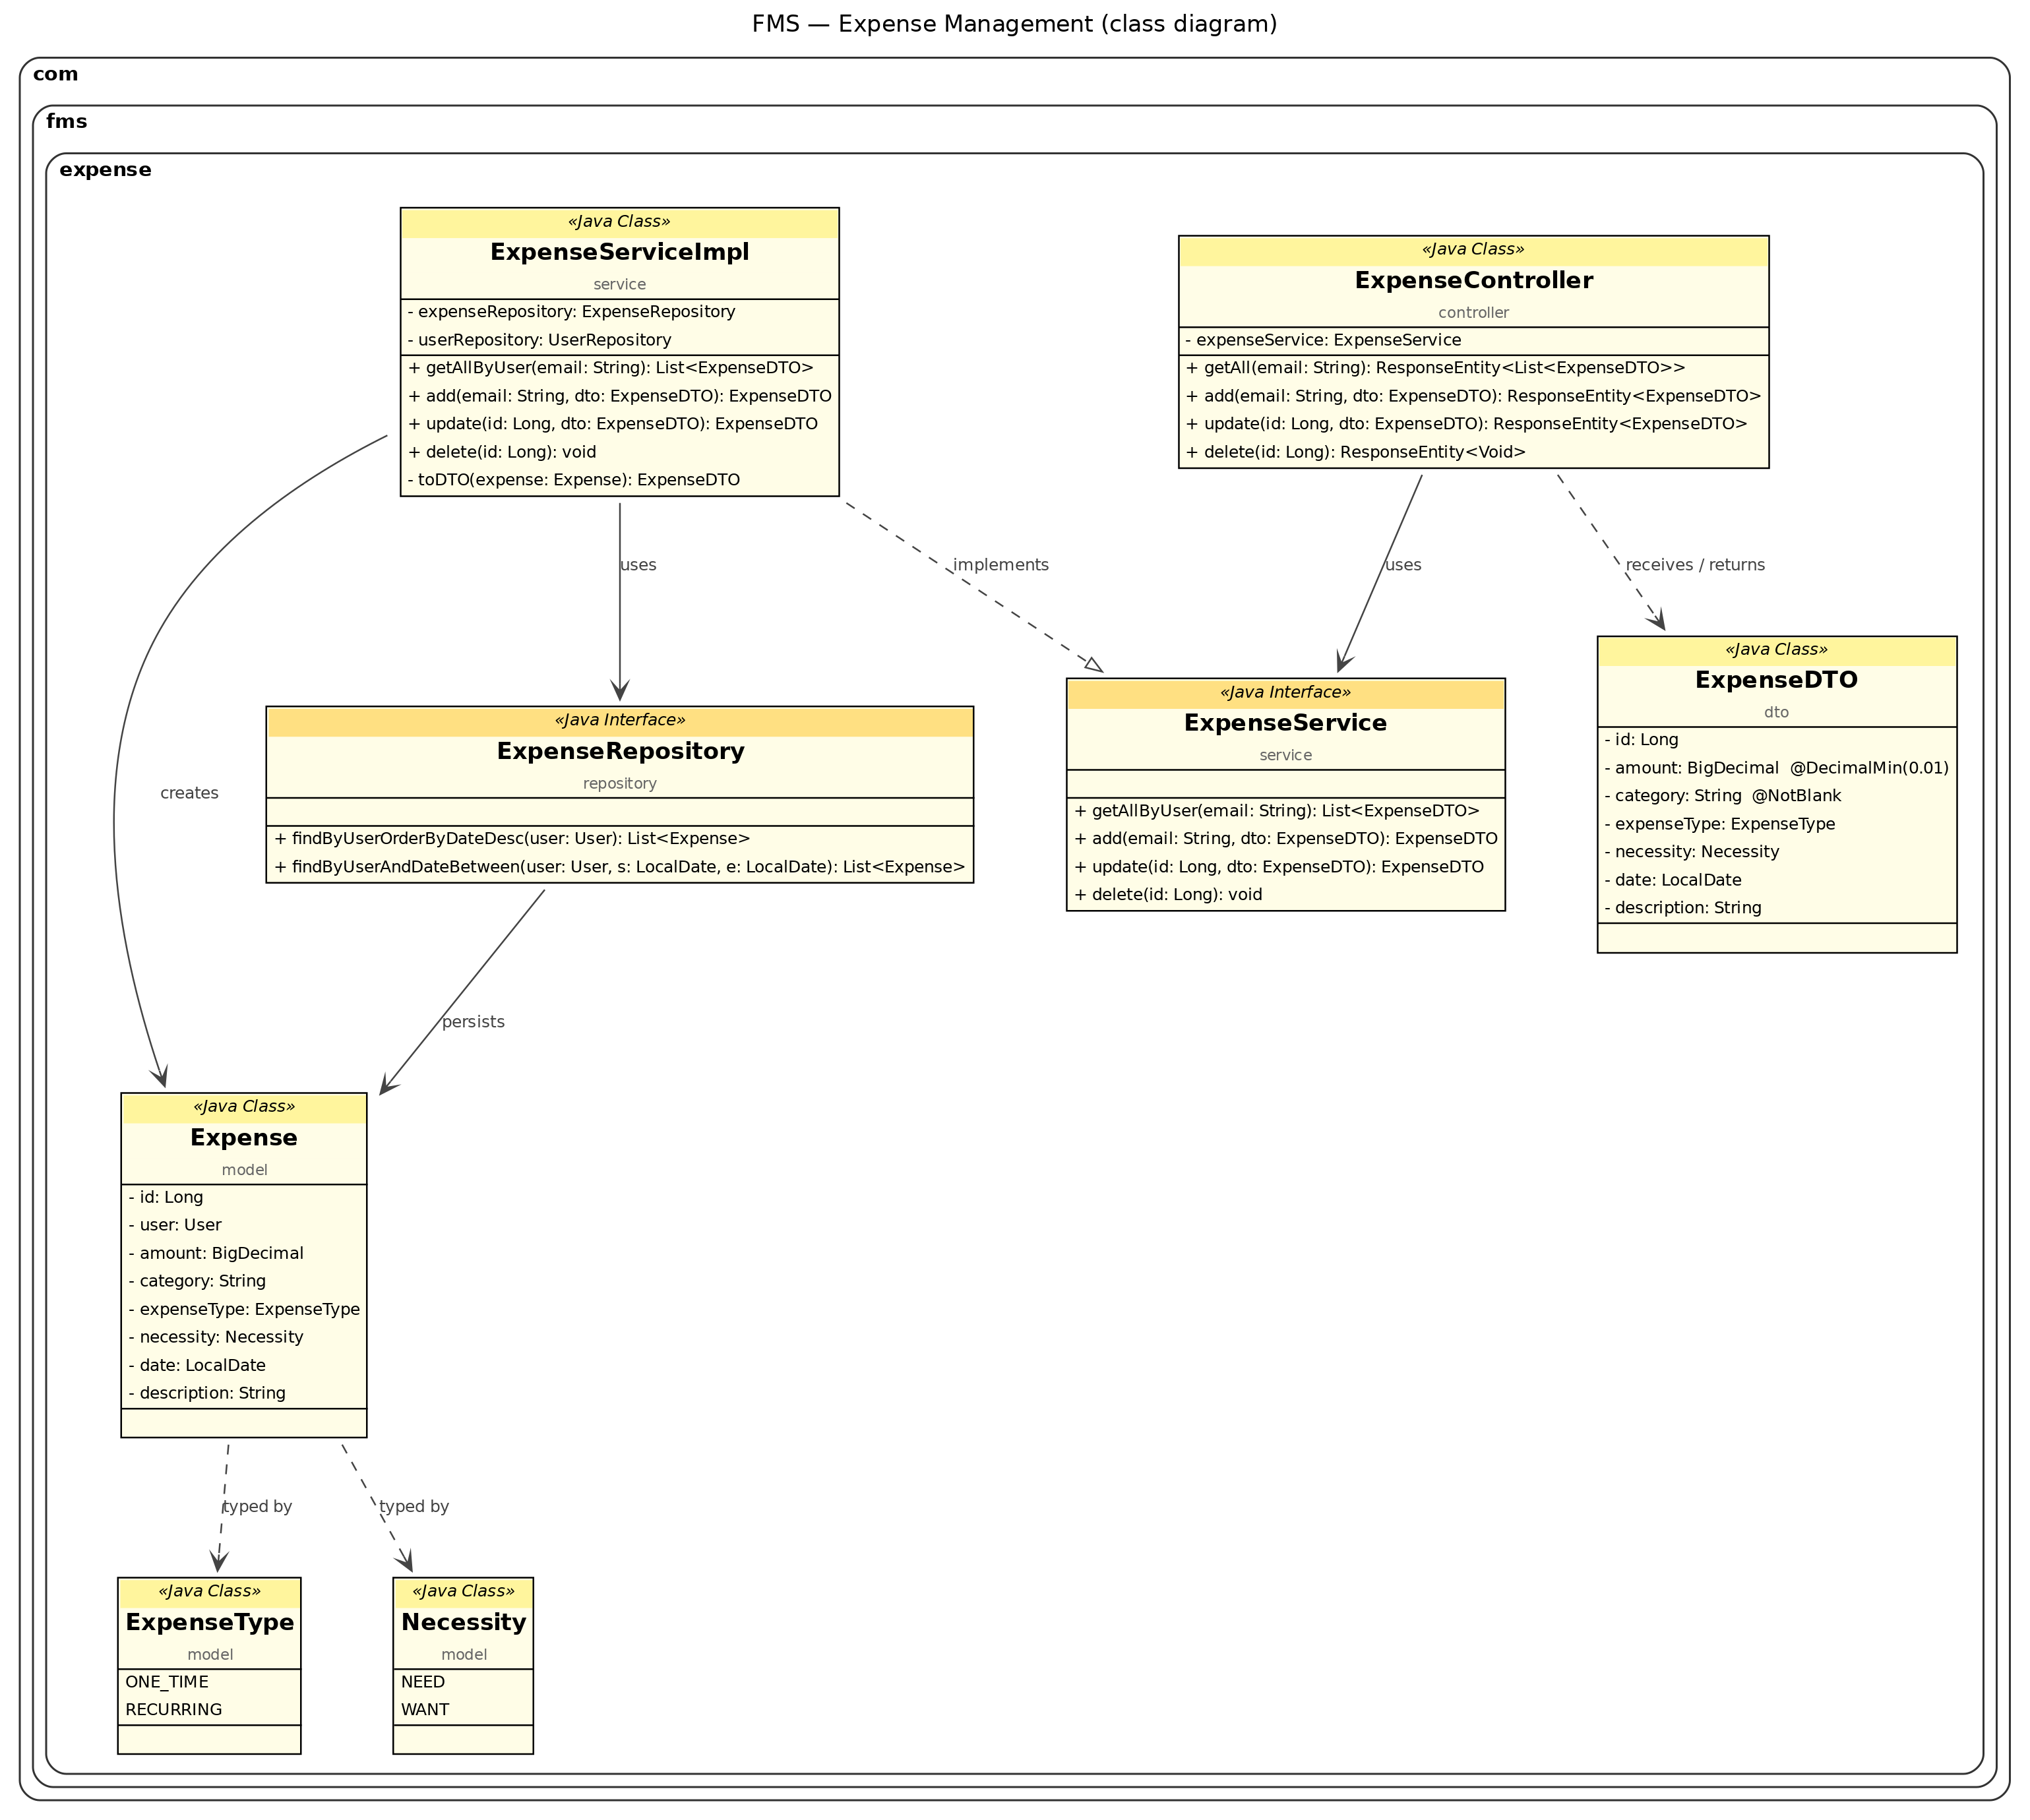 FMS — Expense Management (class diagram)
com
fms
expense
«Java Class»
ExpenseServiceImpl
service
- expenseRepository: ExpenseRepository
- userRepository: UserRepository
+ getAllByUser(email: String): List<ExpenseDTO>
+ add(email: String, dto: ExpenseDTO): ExpenseDTO
+ update(id: Long, dto: ExpenseDTO): ExpenseDTO
+ delete(id: Long): void
- toDTO(expense: Expense): ExpenseDTO
«Java Class»
ExpenseController
controller
- expenseService: ExpenseService
+ getAll(email: String): ResponseEntity<List<ExpenseDTO>>
+ add(email: String, dto: ExpenseDTO): ResponseEntity<ExpenseDTO>
+ update(id: Long, dto: ExpenseDTO): ResponseEntity<ExpenseDTO>
+ delete(id: Long): ResponseEntity<Void>
uses
implements
uses
receives / returns
creates
«Java Interface»
ExpenseRepository
repository
+ findByUserOrderByDateDesc(user: User): List<Expense>
+ findByUserAndDateBetween(user: User, s: LocalDate, e: LocalDate): List<Expense>
«Java Interface»
ExpenseService
service
+ getAllByUser(email: String): List<ExpenseDTO>
+ add(email: String, dto: ExpenseDTO): ExpenseDTO
+ update(id: Long, dto: ExpenseDTO): ExpenseDTO
+ delete(id: Long): void
«Java Class»
ExpenseDTO
dto
- id: Long
- amount: BigDecimal  @DecimalMin(0.01)
- category: String  @NotBlank
- expenseType: ExpenseType
- necessity: Necessity
- date: LocalDate
- description: String
persists
«Java Class»
Expense
model
- id: Long
- user: User
- amount: BigDecimal
- category: String
- expenseType: ExpenseType
- necessity: Necessity
- date: LocalDate
- description: String
typed by
typed by
«Java Class»
ExpenseType
model
ONE_TIME
RECURRING
«Java Class»
Necessity
model
NEED
WANT